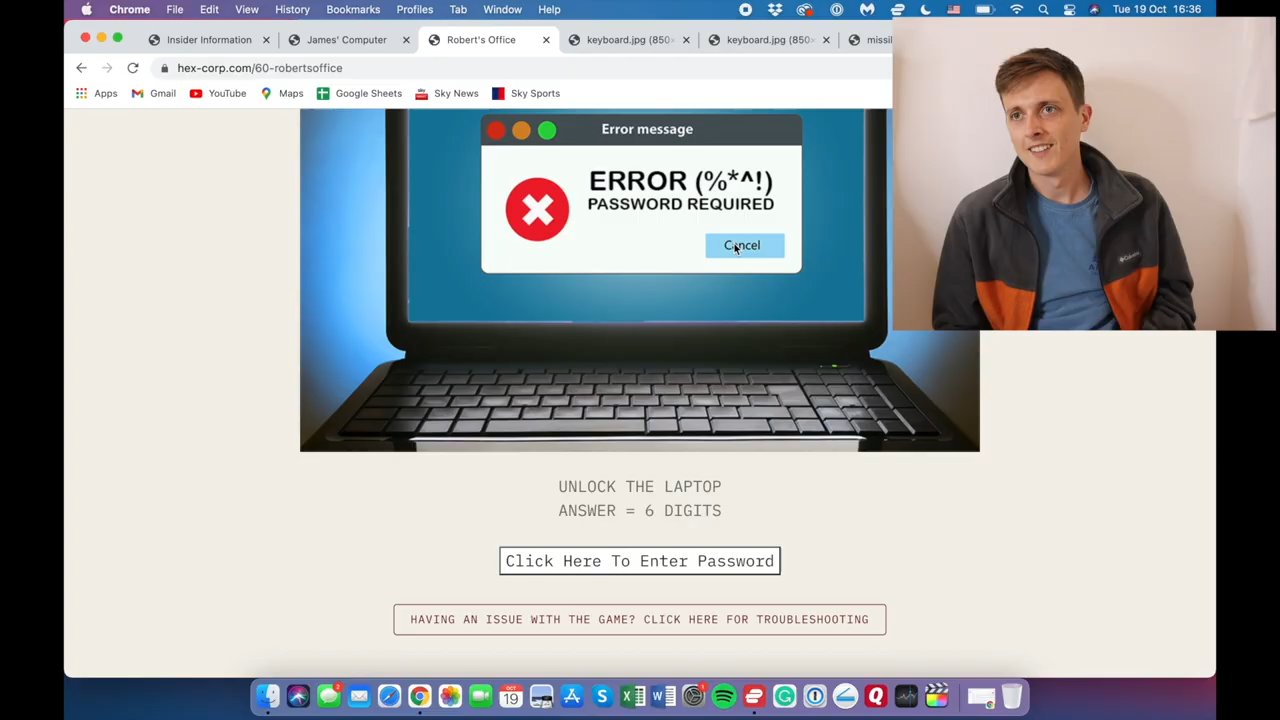 Chrome File Edit View History Bookmarks Profiles Tab Window Help Tue 19 Oct 16:36
Insider Information James' Computer Robert's Office keyboard.jpg (850× keyboard.jpg (850×
hex-corp.com/60-robertsoffice
Apps Gmail YouTube Maps Google Sheets Sky News Sky Sports
Error message
ERROR (%*^!)
PASSWORD REQUIRED
Cancel
Columbia
UNLOCK THE LAPTOP
ANSWER = 6 DIGITS
Click Here To Enter Password
HAVING AN ISSUE WITH THE GAME? CLICK HERE FOR TROUBLESHOOTING
OCT
19